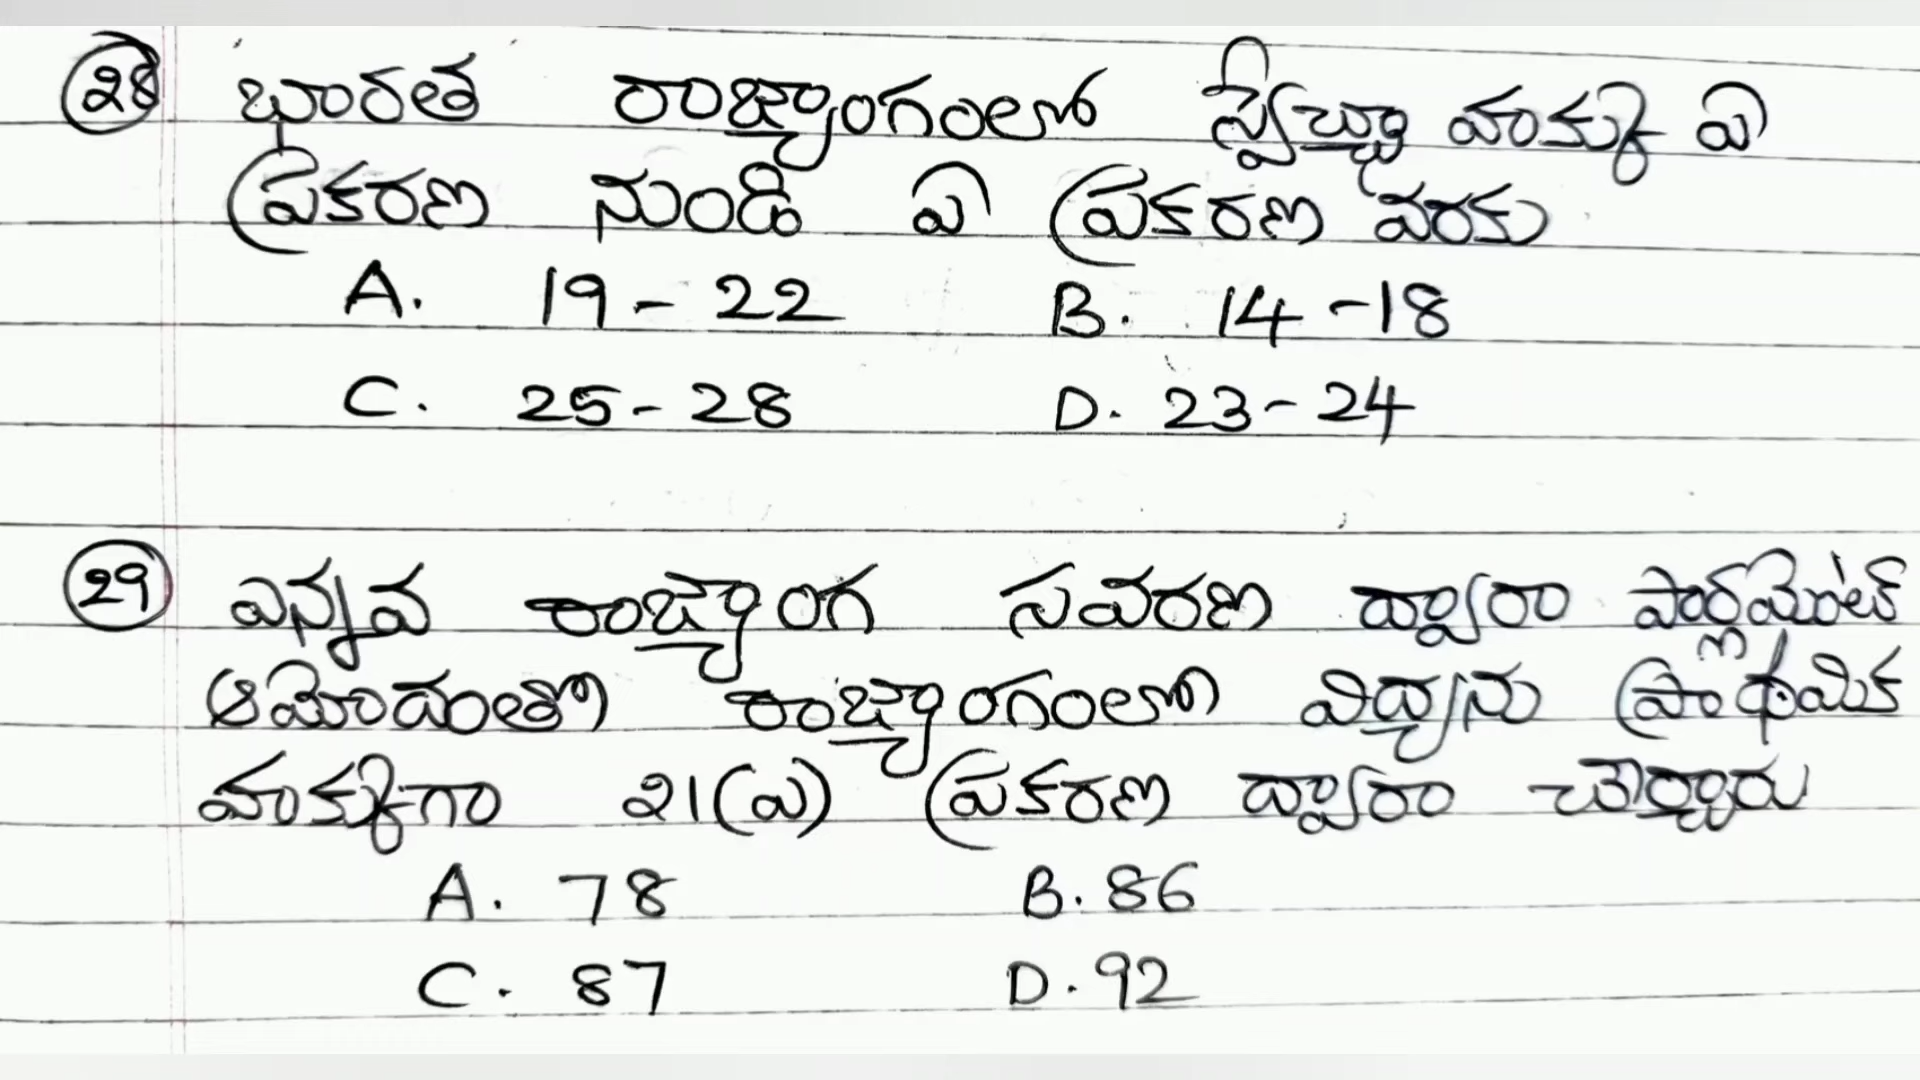 28 భారత రాజ్యాంగంలో స్వేచ్ఛా హక్కు ఏ
ప్రకరణ నుండి ఏ ప్రకరణ వరకు
A. 19 - 22 B. 14 - 18
C. 25 - 28 D. 23 - 24
29 ఎన్నవ రాజ్యాంగ సవరణ ద్వారా పార్లమెంట్
ఆమోదంతో రాజ్యాంగంలో విద్యను ప్రాథమిక
హక్కుగా 21(ఎ) ప్రకరణ ద్వారా చేర్చారు
A. 78 B. 86
C. 87 D. 92